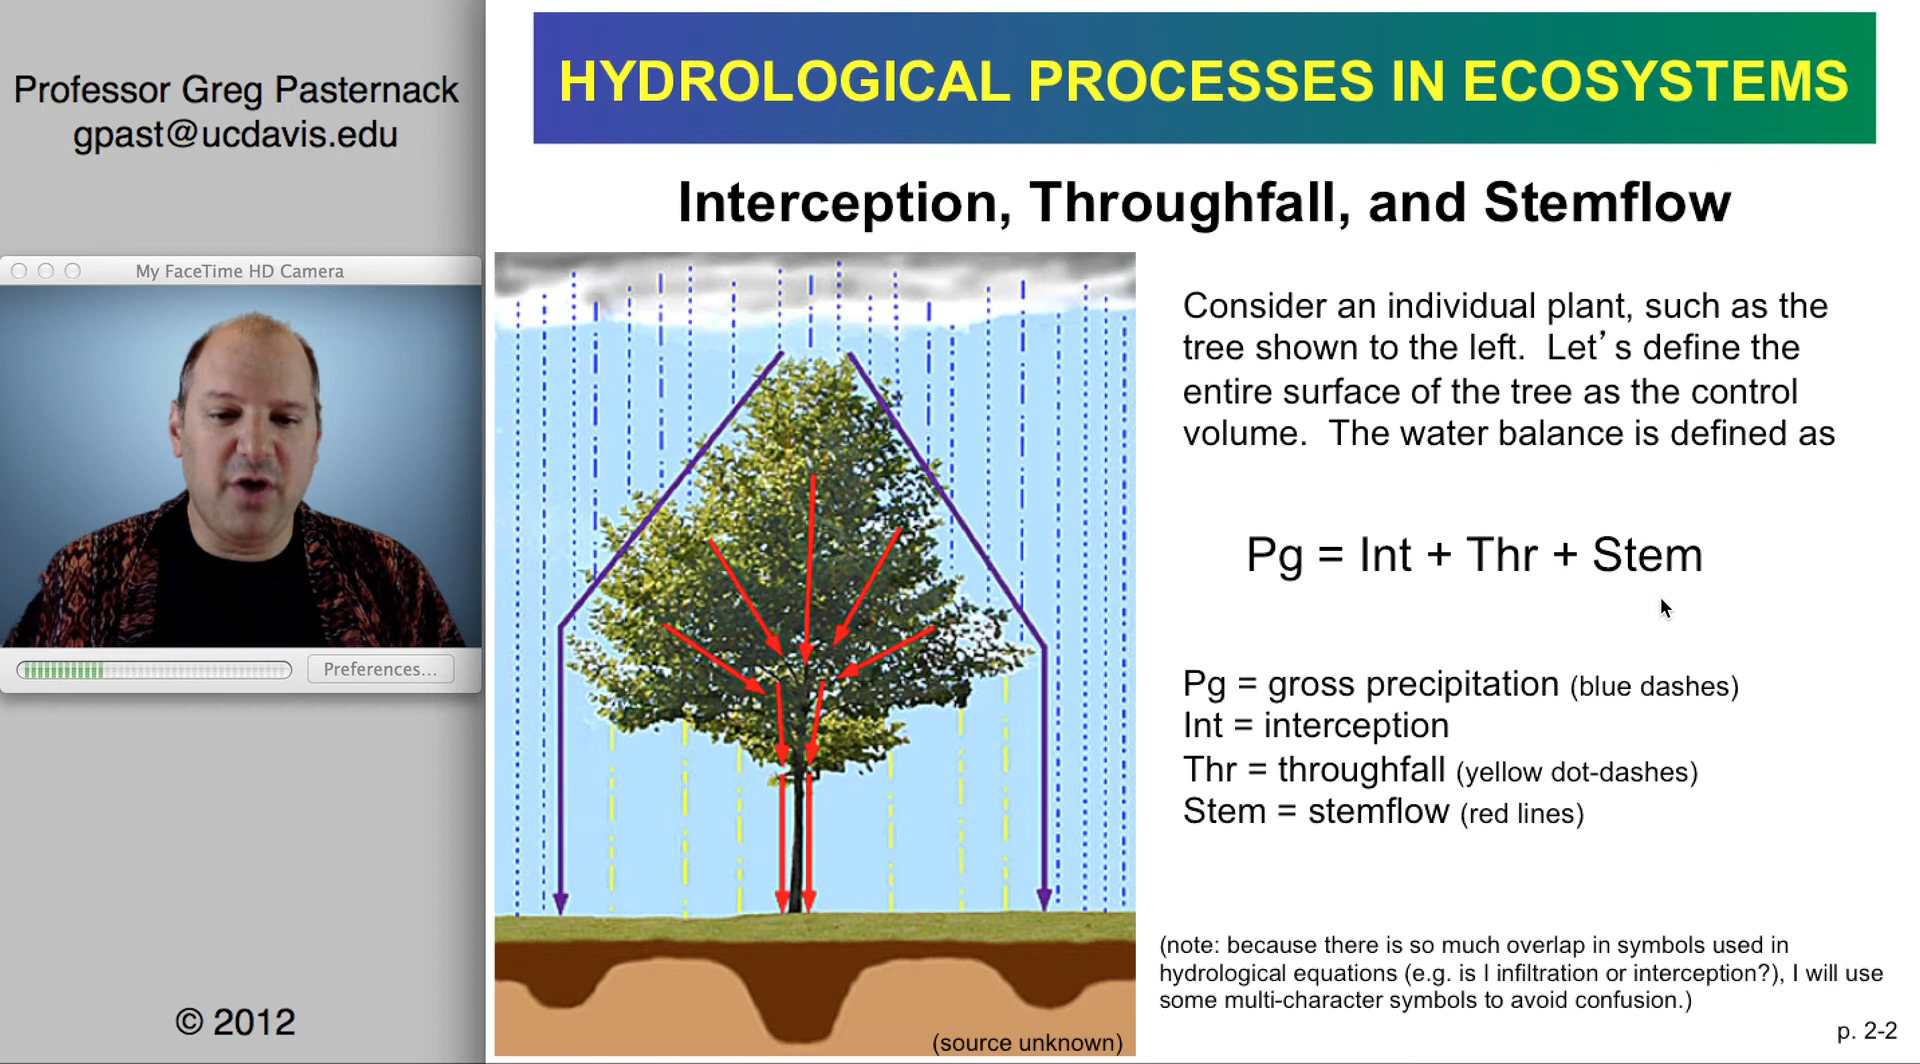 Professor Greg Pasternack
gpast@ucdavis.edu
My FaceTime HD Camera
Preferences...
© 2012
HYDROLOGICAL PROCESSES IN ECOSYSTEMS
Interception, Throughfall, and Stemflow
Consider an individual plant, such as the
tree shown to the left.  Let’s define the
entire surface of the tree as the control
volume.  The water balance is defined as
Pg = Int + Thr + Stem
Pg = gross precipitation (blue dashes)
Int = interception
Thr = throughfall (yellow dot-dashes)
Stem = stemflow (red lines)
(note: because there is so much overlap in symbols used in
hydrological equations (e.g. is I infiltration or interception?), I will use
some multi-character symbols to avoid confusion.)
(source unknown)
p. 2-2